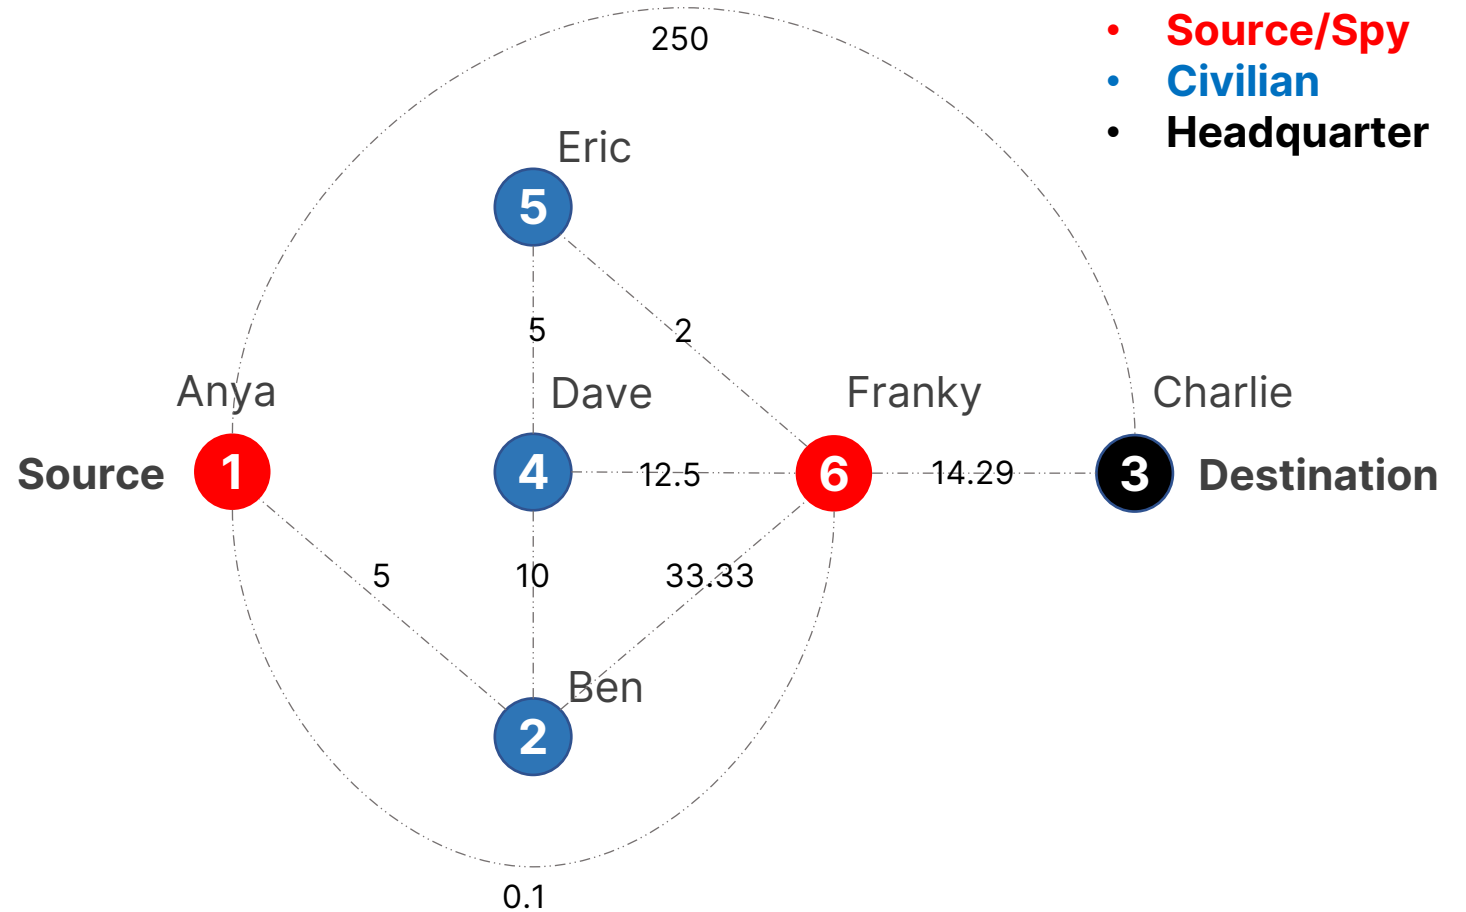 250
• Source/Spy
• Civilian
• Headquarter
Eric
5
5
2
Anya
Dave
Franky
Charlie
Source
1
4
12.5
6
14.29
3
Destination
5
10
33.33
Ben
2
0.1